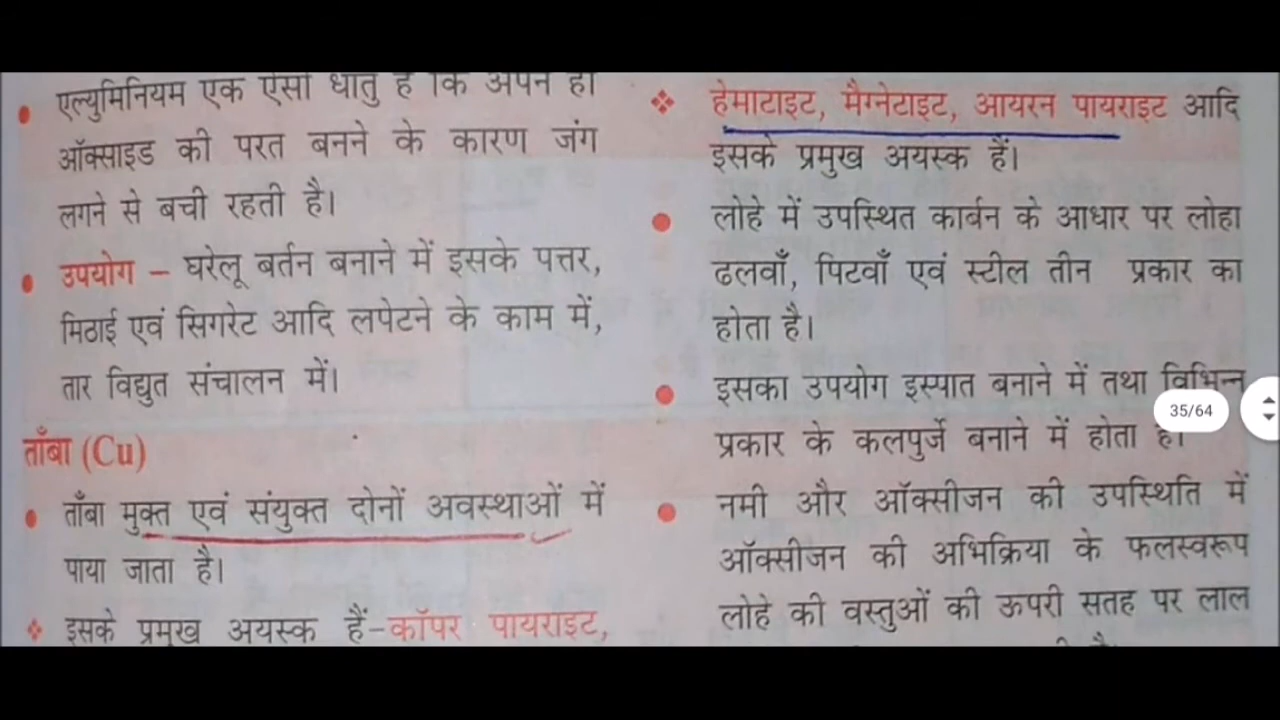 एल्युमिनियम एक ऐसी धातु है कि अपने ही
ऑक्साइड की परत बनने के कारण जंग
लगने से बची रहती है।
उपयोग – घरेलू बर्तन बनाने में इसके पत्तर,
मिठाई एवं सिगरेट आदि लपेटने के काम में,
तार विद्युत संचालन में।
ताँबा (Cu)
ताँबा मुक्त एवं संयुक्त दोनों अवस्थाओं में
पाया जाता है।
इसके प्रमुख अयस्क हैं–कॉपर पायराइट,
हेमाटाइट, मैग्नेटाइट, आयरन पायराइट आदि
इसके प्रमुख अयस्क हैं।
लोहे में उपस्थित कार्बन के आधार पर लोहा
ढलवाँ, पिटवाँ एवं स्टील तीन प्रकार का
होता है।
इसका उपयोग इस्पात बनाने में तथा विभिन्न
प्रकार के कलपुर्जे बनाने में होता है।
नमी और ऑक्सीजन की उपस्थिति में
ऑक्सीजन की अभिक्रिया के फलस्वरूप
लोहे की वस्तुओं की ऊपरी सतह पर लाल
35/64